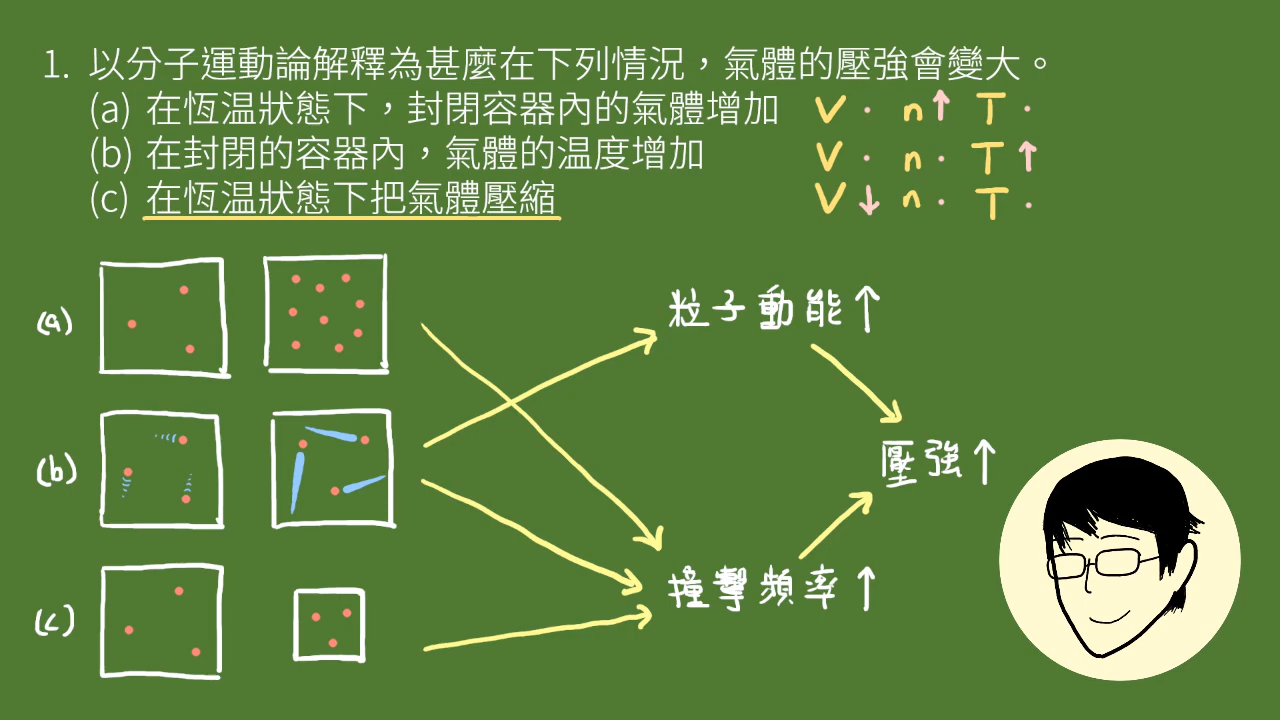 1. 以分子運動論解釋為甚麼在下列情況，氣體的壓強會變大。
(a) 在恆温狀態下，封閉容器內的氣體增加 V · n↑ T ·
(b) 在封閉的容器內，氣體的温度增加 V · n · T↑
(c) 在恆温狀態下把氣體壓縮 V↓ n · T ·
(a)
粒子動能↑
(b)
壓強↑
(c)
撞擊頻率↑